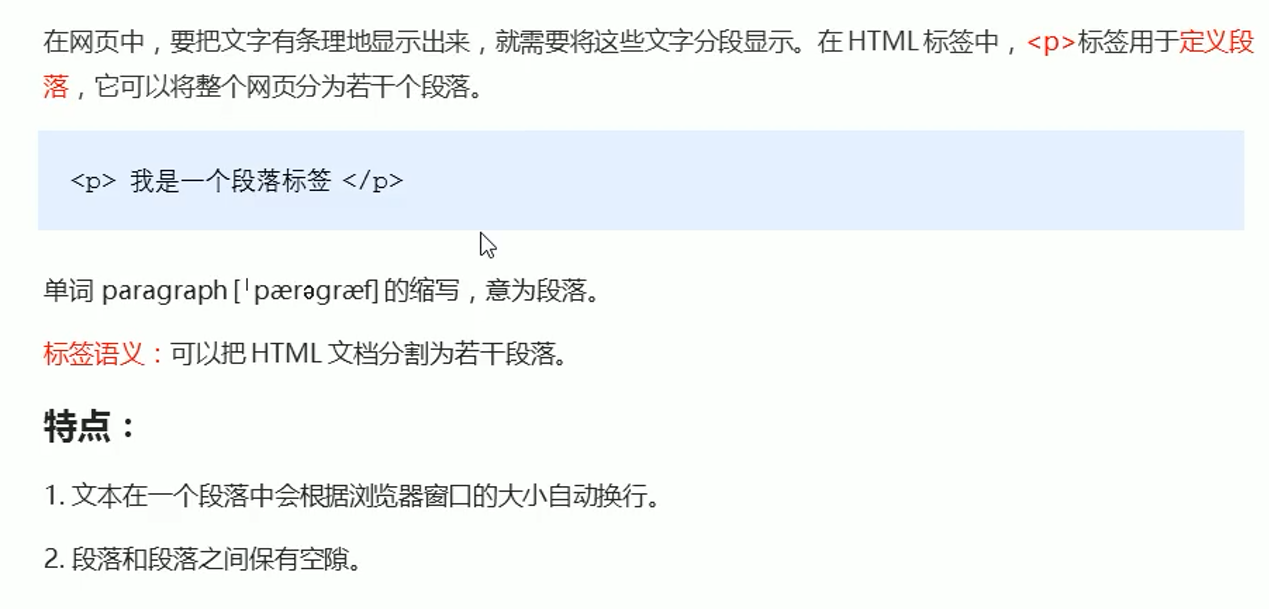 在网页中，要把文字有条理地显示出来，就需要将这些文字分段显示。在 HTML 标签中，<p>标签用于定义段
落，它可以将整个网页分为若干个段落。
<p> 我是一个段落标签 </p>
单词 paragraph [ˈpærəgræf] 的缩写，意为段落。
标签语义：可以把 HTML 文档分割为若干段落。
特点：
1. 文本在一个段落中会根据浏览器窗口的大小自动换行。
2. 段落和段落之间保有空隙。